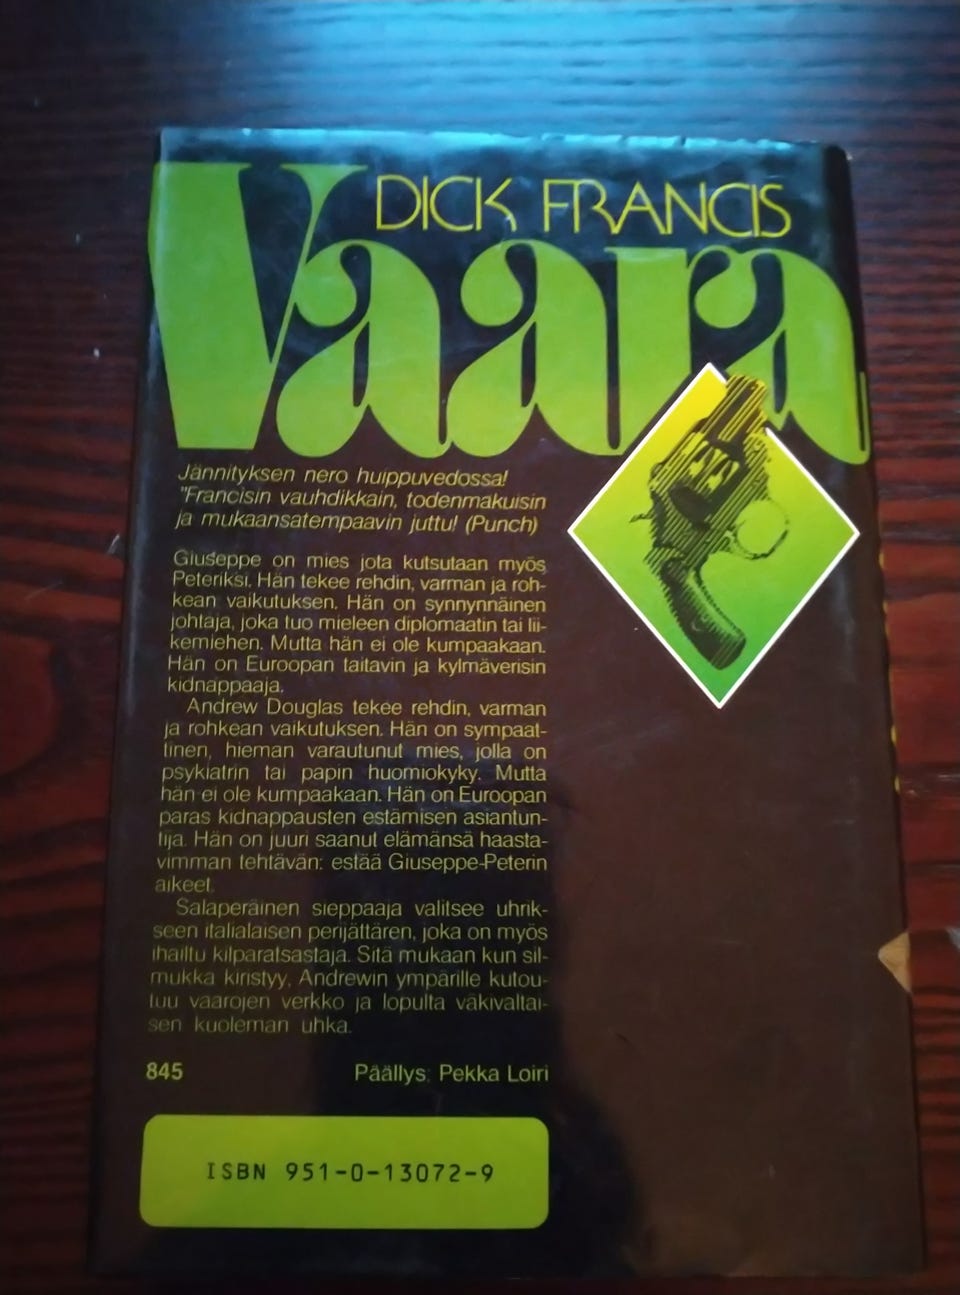 DICK FRANCIS
Vaara
Jännityksen nero huippuvedossa!
"Francisin vauhdikkain, todenmakuisin
ja mukaansatempaavin juttu! (Punch)
Giuseppe on mies jota kutsutaan myös
Peteriksi. Hän tekee rehdin, varman ja roh-
kean vaikutuksen. Hän on synnynnäinen
johtaja, joka tuo mieleen diplomaatin tai lii-
kemiehen. Mutta hän ei ole kumpaakaan.
Hän on Euroopan taitavin ja kylmäverisin
kidnappaaja.
Andrew Douglas tekee rehdin, varman
ja rohkean vaikutuksen. Hän on sympaat-
tinen, hieman varautunut mies, jolla on
psykiatrin tai papin huomiokyky. Mutta
hän ei ole kumpaakaan. Hän on Euroopan
paras kidnappausten estämisen asiantun-
tija. Hän on juuri saanut elämänsä haasta-
vimman tehtävän: estää Giuseppe-Peterin
aikeet.
Salaperäinen sieppaaja valitsee uhrik-
seen italialaisen perijättären, joka on myös
ihailtu kilparatsastaja. Sitä mukaan kun sil-
mukka kiristyy, Andrewin ympärille kutou-
tuu vaarojen verkko ja lopulta väkivaltai-
sen kuoleman uhka.
845 Päällys: Pekka Loiri
ISBN 951-0-13072-9